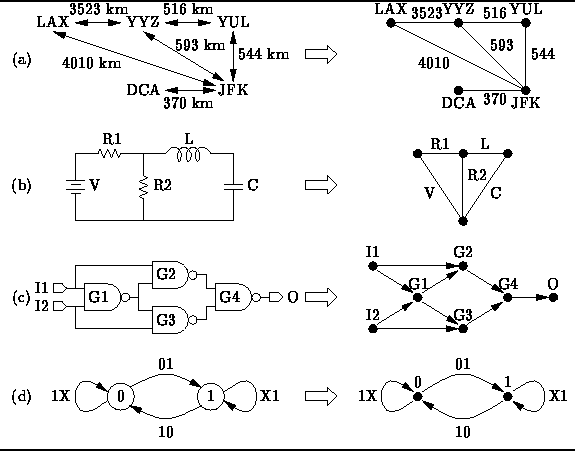 LAX 3523 km YYZ 516 km YUL
593 km
544 km
(a)
4010 km
DCA JFK
370 km
LAX 3523 YYZ 516 YUL
593
4010
544
DCA 370 JFK
R1 L
(b)
V R2 C
R1 L
R2
V C
I1
I2
(c)
G1
G2
G3
G4
O
I1 G2
G1 G4 O
I2 G3
01
(d) 1X 0 1 X1
10
01
1X 0 1 X1
10